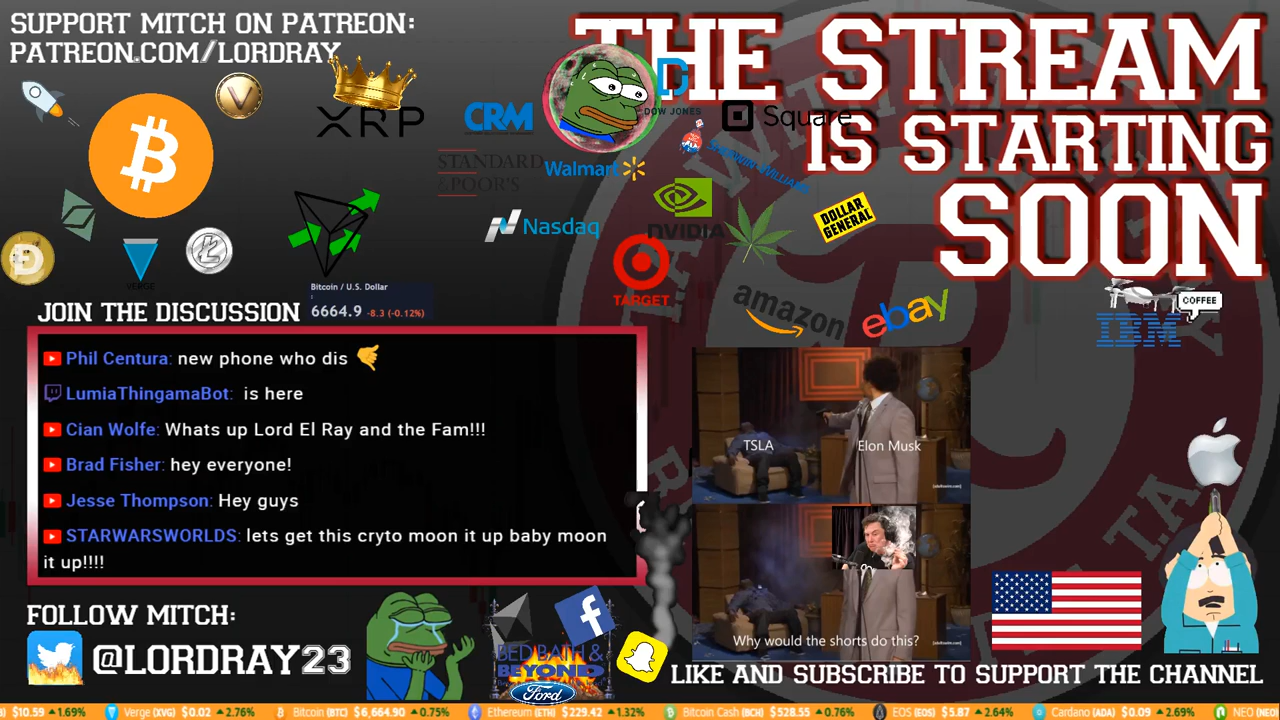 SUPPORT MITCH ON PATREON:
PATREON.COM/LORDRAY
THE STREAM
IS STARTING
SOON
XRP
CRM
DOW JONES
Square
STANDARD
&POOR'S
Walmart
SHERWIN-WILLIAMS
Nasdaq
NVIDIA
DOLLAR
GENERAL
VERGE
TARGET
amazon
ebay
COFFEE
IBM
Bitcoin / U.S. Dollar
6664.9 -8.3 (-0.12%)
JOIN THE DISCUSSION
Phil Centura: new phone who dis
LumiaThingamaBot: is here
Cian Wolfe: Whats up Lord El Ray and the Fam!!!
Brad Fisher: hey everyone!
Jesse Thompson: Hey guys
STARWARSWORLDS: lets get this cryto moon it up baby moon
it up!!!!
TSLA
Elon Musk
Why would the shorts do this?
FOLLOW MITCH:
@LORDRAY23
BED BATH &
BEYOND
Ford
LIKE AND SUBSCRIBE TO SUPPORT THE CHANNEL
$10.59 1.69% Verge (XVG) $0.02 2.76% Bitcoin (BTC) $6,664.90 0.75% Ethereum (ETH) $229.42 1.32% Bitcoin Cash (BCH) $528.55 0.76% EOS (EOS) $5.87 2.64% Cardano (ADA) $0.09 2.69% NEO (NEO)